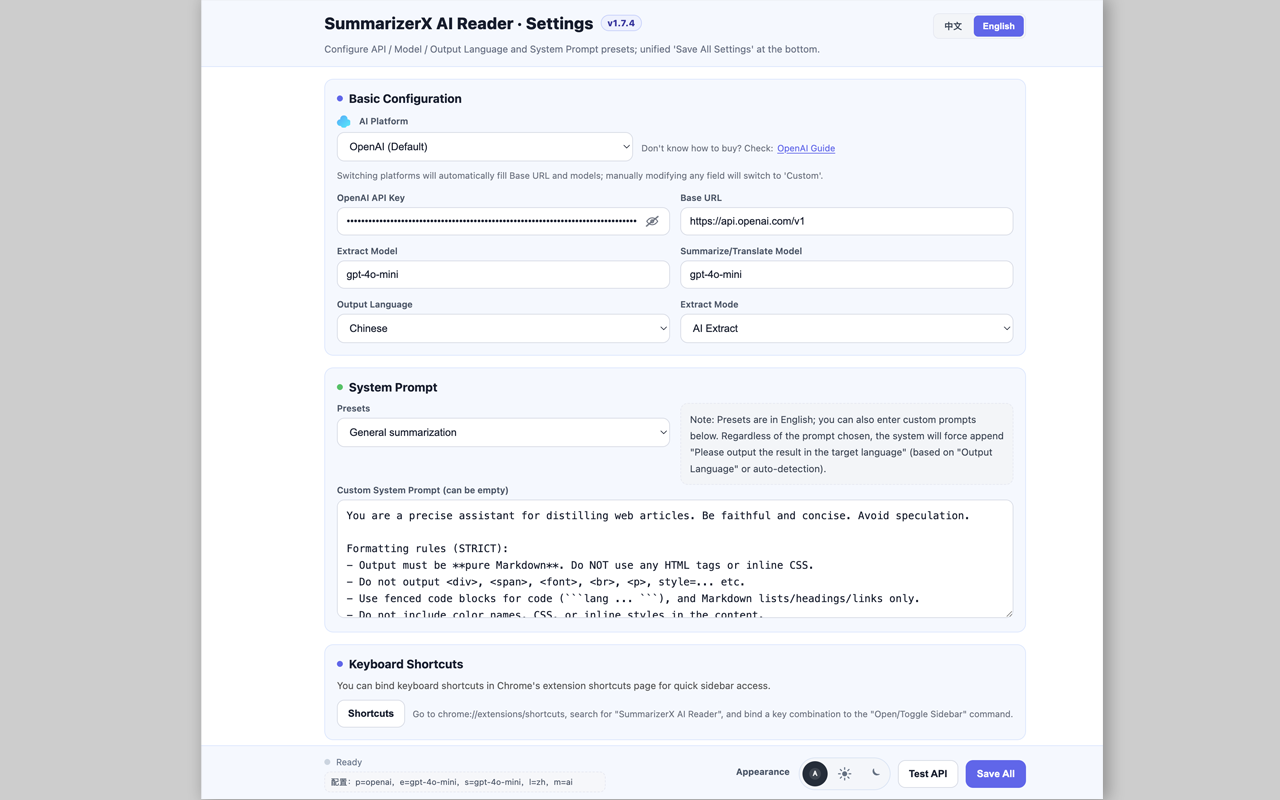 SummarizerX AI Reader · Settings v1.7.4
中文 English
Configure API / Model / Output Language and System Prompt presets; unified 'Save All Settings' at the bottom.
Basic Configuration
AI Platform
OpenAI (Default)
Don't know how to buy? Check: OpenAI Guide
Switching platforms will automatically fill Base URL and models; manually modifying any field will switch to 'Custom'.
OpenAI API Key
Base URL
https://api.openai.com/v1
Extract Model
Summarize/Translate Model
gpt-4o-mini
gpt-4o-mini
Output Language
Extract Mode
Chinese
AI Extract
System Prompt
Presets
General summarization
Note: Presets are in English; you can also enter custom prompts
below. Regardless of the prompt chosen, the system will force append
"Please output the result in the target language" (based on "Output
Language" or auto-detection).
Custom System Prompt (can be empty)
You are a precise assistant for distilling web articles. Be faithful and concise. Avoid speculation.
Formatting rules (STRICT):
– Output must be **pure Markdown**. Do NOT use any HTML tags or inline CSS.
– Do not output <div>, <span>, <font>, <br>, <p>, style=... etc.
– Use fenced code blocks for code (```lang ... ```), and Markdown lists/headings/links only.
– Do not include color names, CSS, or inline styles in the content.
Keyboard Shortcuts
You can bind keyboard shortcuts in Chrome's extension shortcuts page for quick sidebar access.
Shortcuts
Go to chrome://extensions/shortcuts, search for "SummarizerX AI Reader", and bind a key combination to the "Open/Toggle Sidebar" command.
Ready
配置: p=openai, e=gpt-4o-mini, s=gpt-4o-mini, l=zh, m=ai
Appearance
A
Test API
Save All